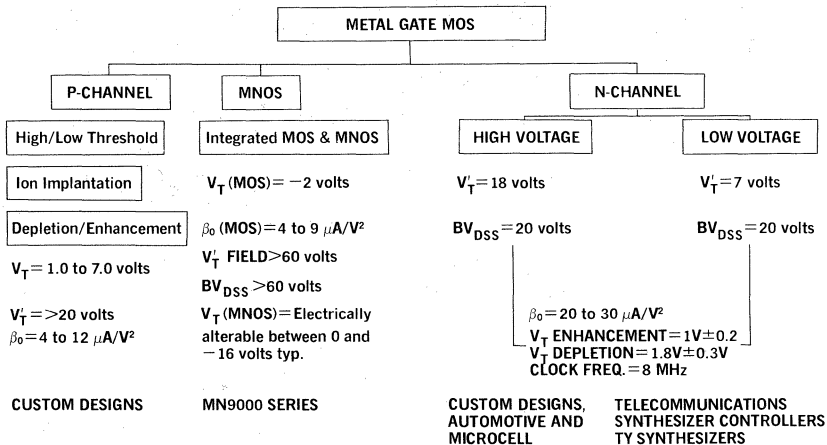 METAL GATE MOS
P-CHANNEL
High/Low Threshold
Ion Implantation
Depletion/Enhancement
V_T = 1.0 to 7.0 volts
V'_T = >20 volts
β₀ = 4 to 12 μA/V²
CUSTOM DESIGNS
MNOS
Integrated MOS & MNOS
V_T (MOS) = −2 volts
β₀ (MOS) = 4 to 9 μA/V²
V'_T FIELD > 60 volts
BV_DSS > 60 volts
V_T (MNOS) = Electrically
alterable between 0 and
−16 volts typ.
MN9000 SERIES
N-CHANNEL
HIGH VOLTAGE
V'_T = 18 volts
BV_DSS = 20 volts
LOW VOLTAGE
V'_T = 7 volts
BV_DSS = 20 volts
β₀ = 20 to 30 μA/V²
V_T ENHANCEMENT = 1V±0.2
V_T DEPLETION = 1.8V±0.3V
CLOCK FREQ. = 8 MHz
CUSTOM DESIGNS,
AUTOMOTIVE AND
MICROCELL
TELECOMMUNICATIONS
SYNTHESIZER CONTROLLERS
TY SYNTHESIZERS